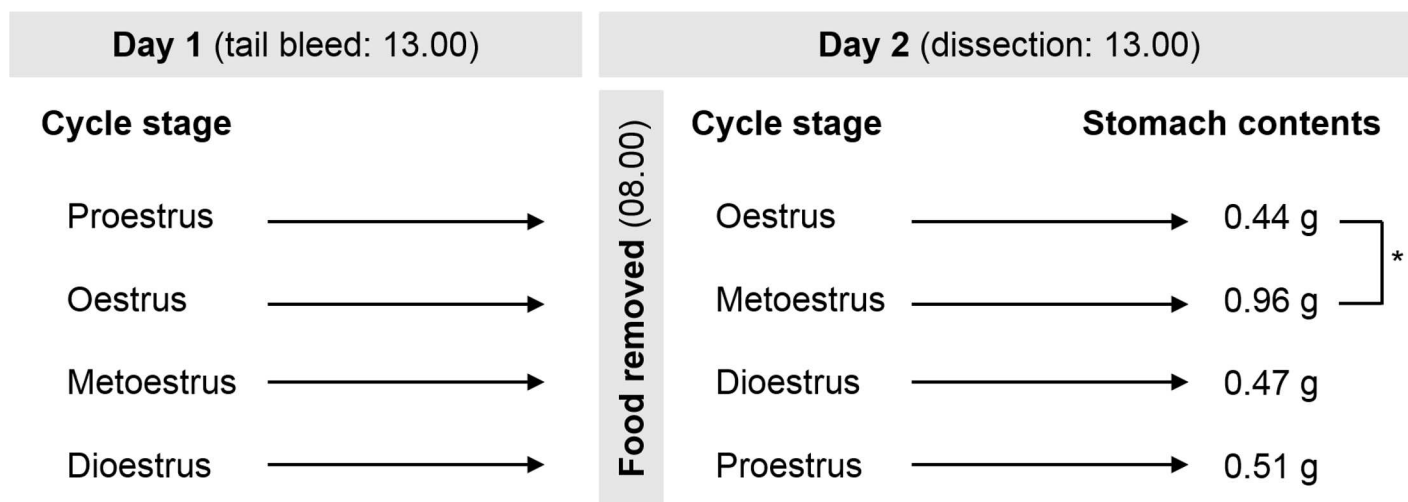 Day 1 (tail bleed: 13.00)
Day 2 (dissection: 13.00)
Cycle stage
Proestrus
Oestrus
Metoestrus
Dioestrus
Food removed (08.00)
Cycle stage
Stomach contents
Oestrus
0.44 g
Metoestrus
0.96 g
*
Dioestrus
0.47 g
Proestrus
0.51 g